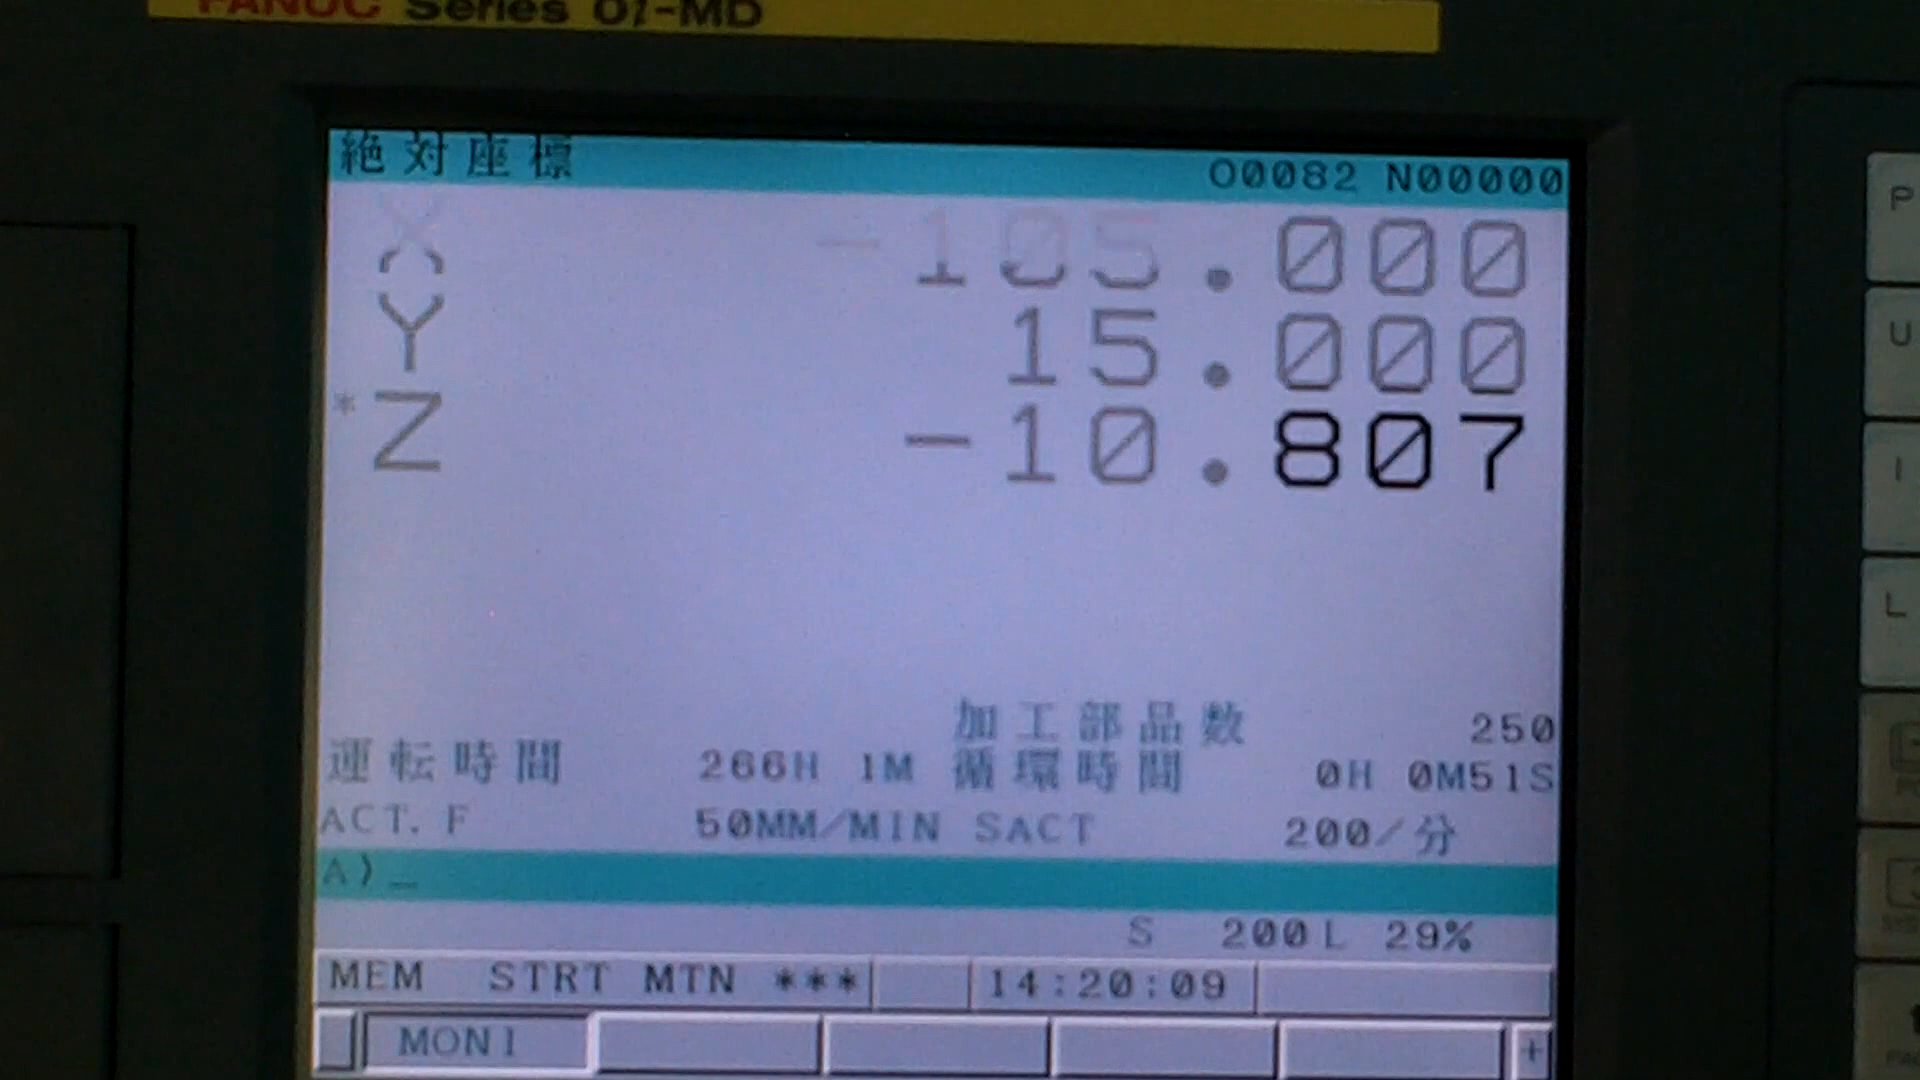 FANUC Series 0i-MD
絶対座標 O0082 N00000
X -105.000
Y 15.000
*Z -10.807
加工部品数 250
運転時間 266H 1M 循環時間 0H 0M51S
ACT. F 50MM/MIN SACT 200/分
A)_
S 200 L 29%
MEM STRT MTN *** 14:20:09
MON1 +
P
U
I
L